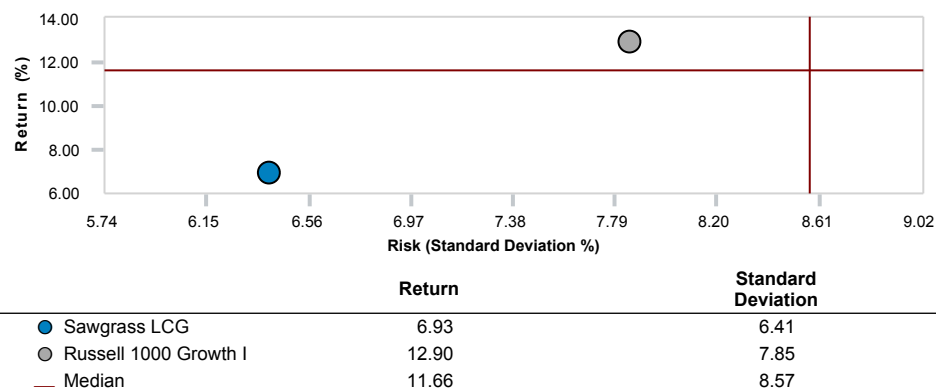 14.00
12.00
10.00
8.00
6.00
Return (%)
5.74 6.15 6.56 6.97 7.38 7.79 8.20 8.61 9.02
Risk (Standard Deviation %)
Return Standard
Deviation
Sawgrass LCG 6.93 6.41
Russell 1000 Growth I 12.90 7.85
Median 11.66 8.57